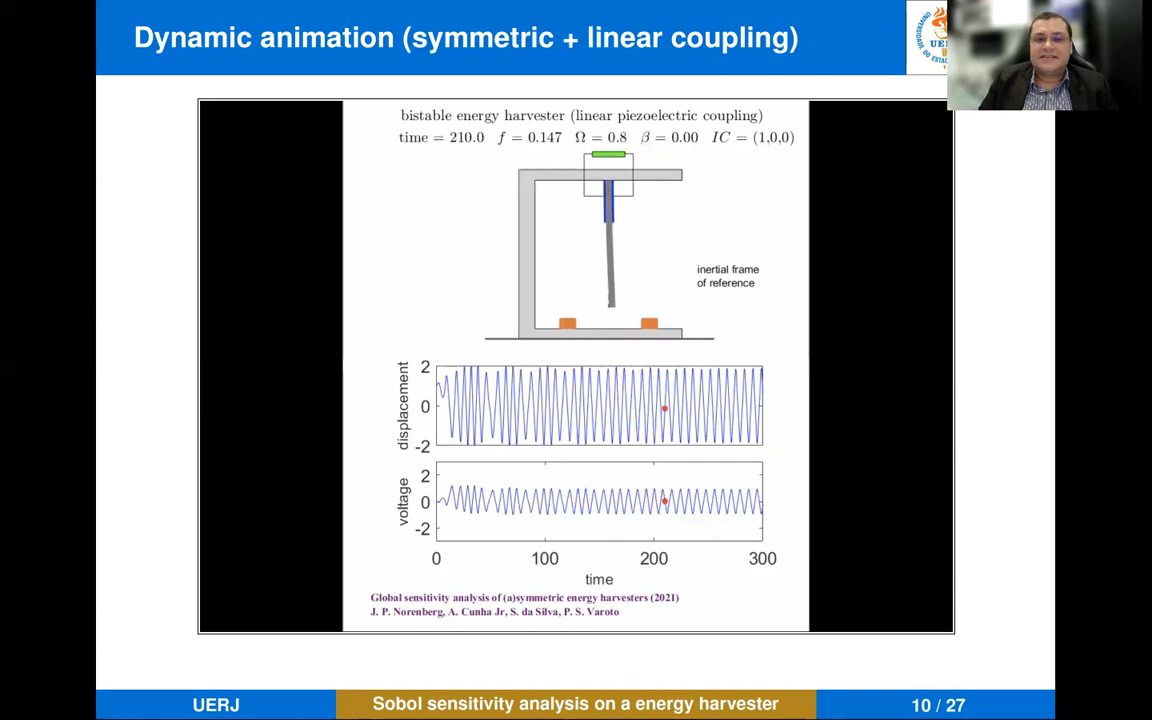 Dynamic animation (symmetric + linear coupling)
bistable energy harvester (linear piezoelectric coupling)
time = 210.0 f = 0.147 Ω = 0.8 β = 0.00 IC = (1,0,0)
inertial frame
of reference
displacement
2
0
-2
voltage
2
0
-2
0 100 200 300
time
Global sensitivity analysis of (a)symmetric energy harvesters (2021)
J. P. Norenberg, A. Cunha Jr, S. da Silva, P. S. Varoto
UERJ
Sobol sensitivity analysis on a energy harvester
10 / 27